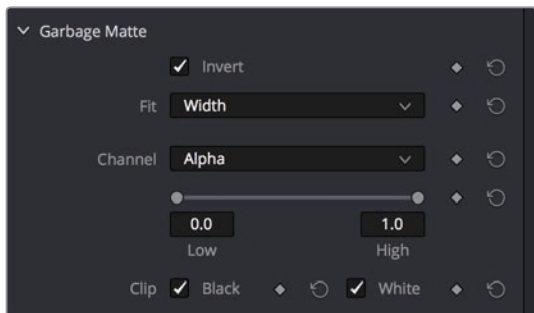 Garbage Matte
Invert
Fit Width
Channel Alpha
0.0 1.0
Low High
Clip Black White